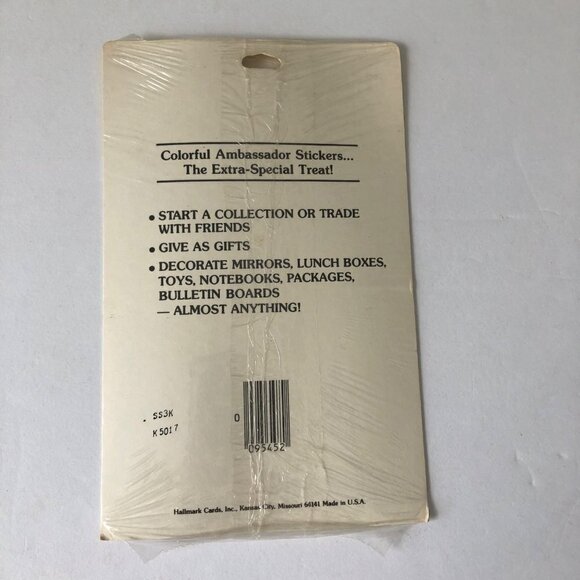 Colorful Ambassador Stickers...
The Extra-Special Treat!
• START A COLLECTION OR TRADE
WITH FRIENDS
• GIVE AS GIFTS
• DECORATE MIRRORS, LUNCH BOXES,
TOYS, NOTEBOOKS, PACKAGES,
BULLETIN BOARDS
— ALMOST ANYTHING!
S53K
K5017
0
095452
Hallmark Cards, Inc., Kansas City, Missouri 64141 Made in U.S.A.